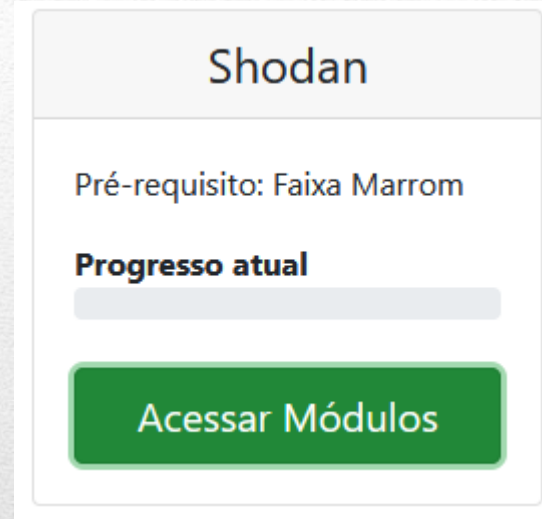 Shodan
Pré-requisito: Faixa Marrom
Progresso atual
Acessar Módulos